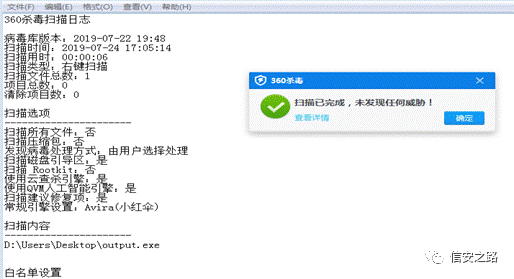 文件(F) 编辑(E) 格式(O) 查看(V) 帮助(H)
360杀毒扫描日志
病毒库版本：2019-07-22 19:48
扫描时间：2019-07-24 17:05:14
扫描用时：00:00:06
扫描类型：右键扫描
扫描文件总数：1
项目总数：0
清除项目数：0
扫描选项
----------------------
扫描所有文件：否
扫描压缩包：否
发现病毒处理方式：由用户选择处理
扫描磁盘引导区：是
扫描 Rootkit：否
使用云查杀引擎：是
使用QVM人工智能引擎：是
扫描建议修复项：是
常规引擎设置：Avira(小红伞)
扫描内容
----------------------
D:\Users\Desktop\output.exe
白名单设置
360杀毒
扫描已完成，未发现任何威胁！
查看详情
确定
信安之路